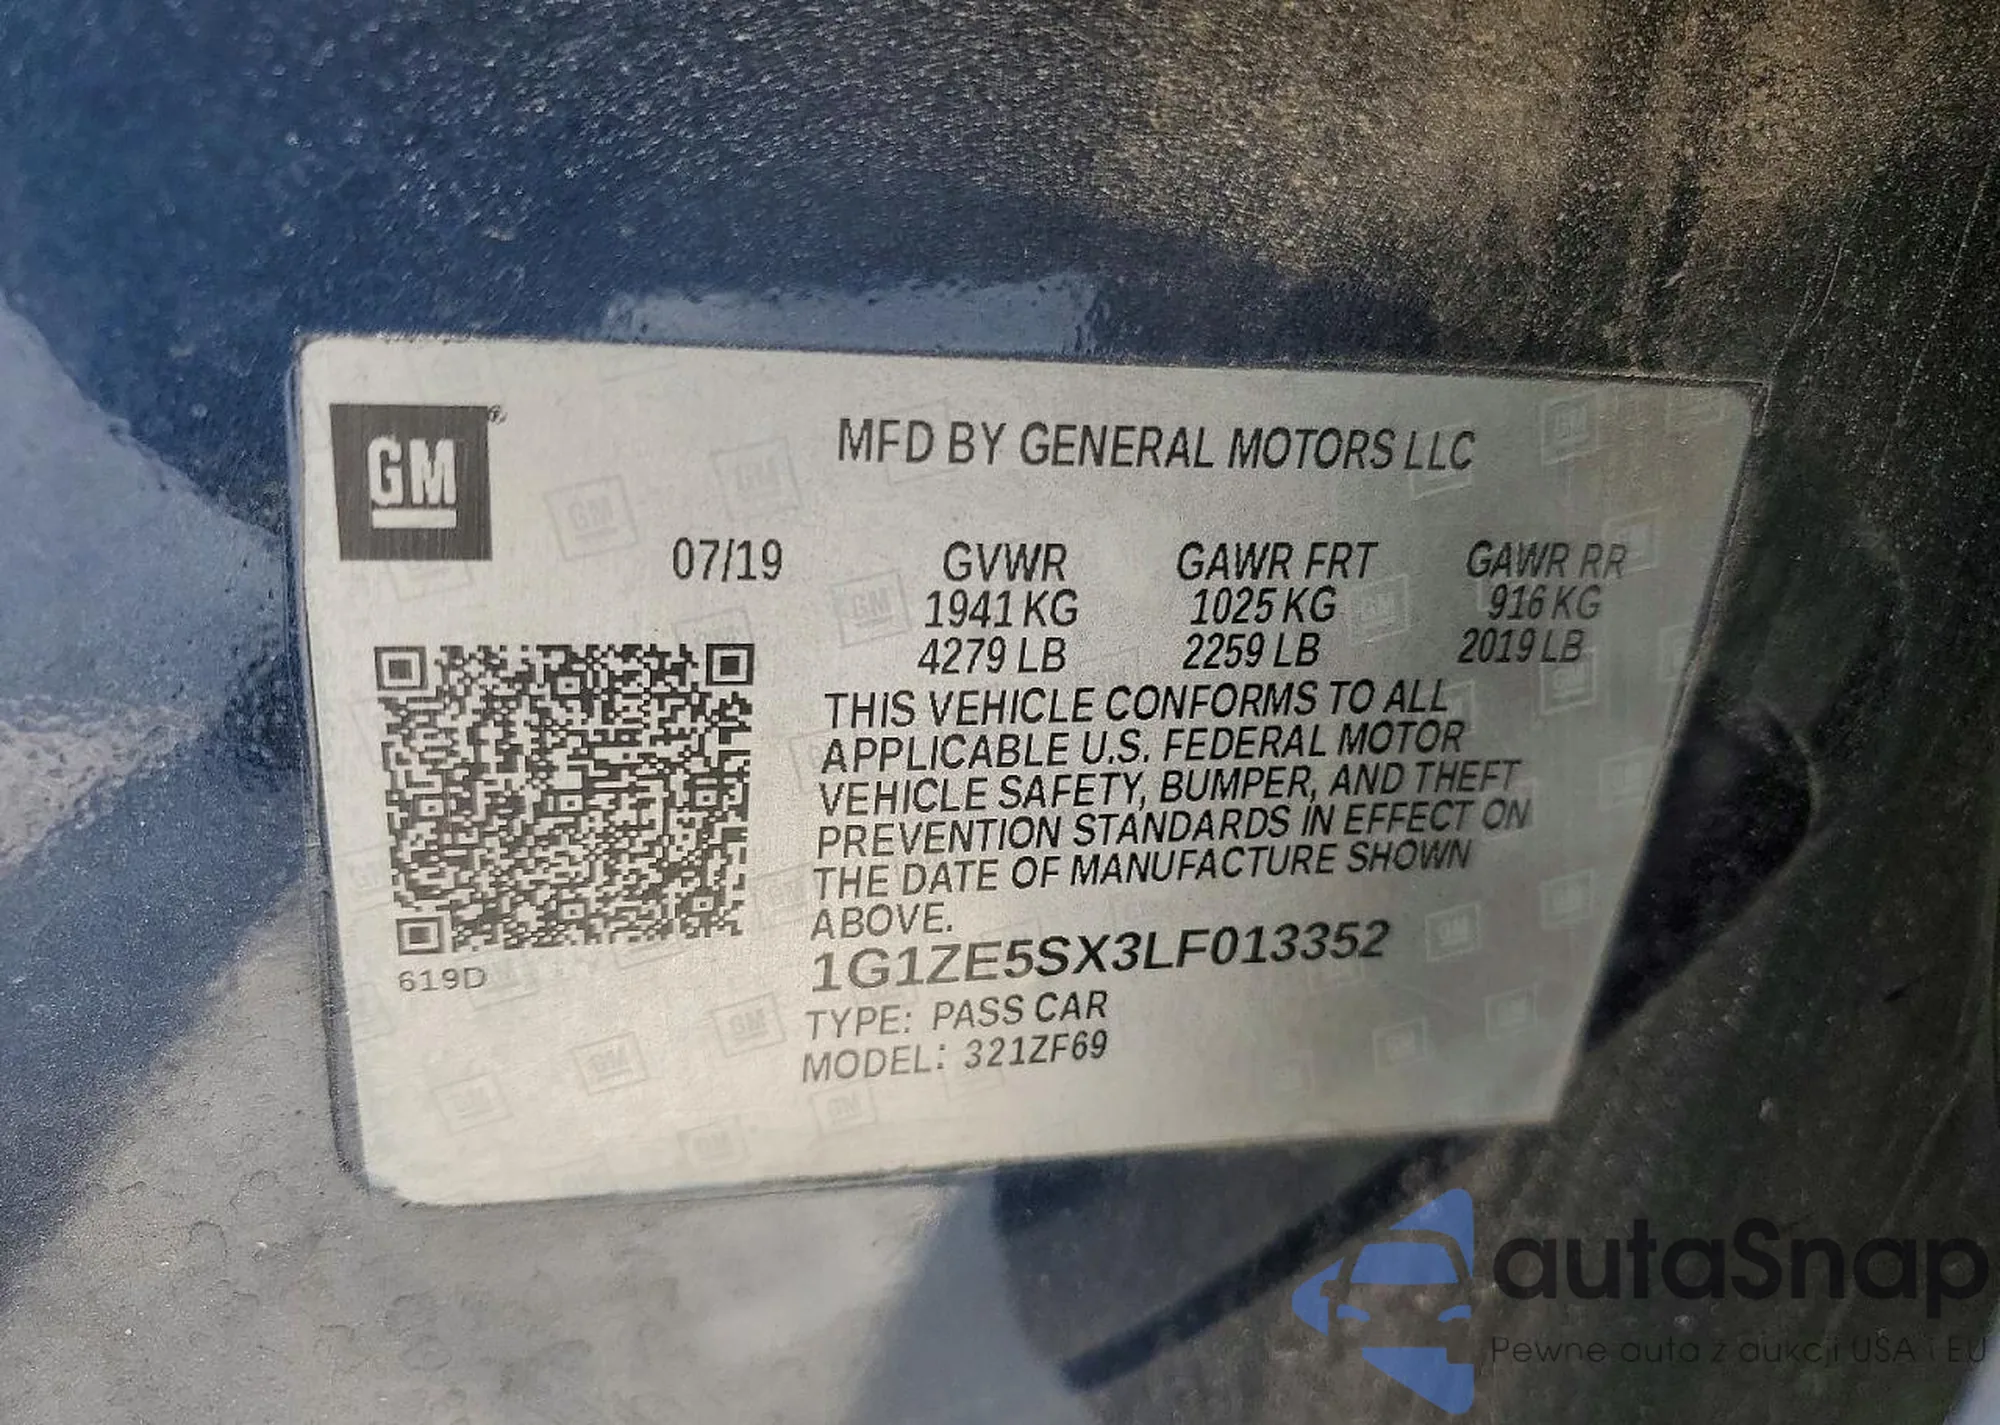 GM®
MFD BY GENERAL MOTORS LLC
07/19 GVWR GAWR FRT GAWR RR
1941 KG 1025 KG 916 KG
4279 LB 2259 LB 2019 LB
THIS VEHICLE CONFORMS TO ALL
APPLICABLE U.S. FEDERAL MOTOR
VEHICLE SAFETY, BUMPER, AND THEFT
PREVENTION STANDARDS IN EFFECT ON
THE DATE OF MANUFACTURE SHOWN
ABOVE.
1G1ZE5SX3LF013352
619D
TYPE: PASS CAR
MODEL: 321ZF69
autaSnap
Pewne auta z aukcji USA i EU